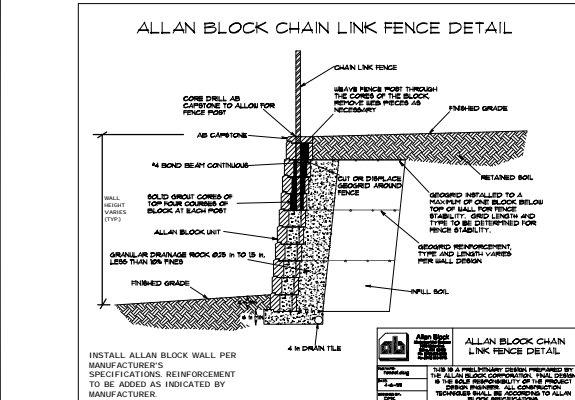 ALLAN BLOCK CHAIN LINK FENCE DETAIL
CHAIN LINK FENCE
WEAVE FENCE POST THROUGH
THE CORES OF THE BLOCK,
REMOVE WEB PIECES AS
NECESSARY
CORE DRILL AB
CAPSTONE TO ALLOW FOR
FENCE POST
FINISHED GRADE
AB CAPSTONE
#4 BOND BEAM CONTINUOUS
RETAINED SOIL
CUT OR DISPLACE
GEOGRID AROUND
FENCE
WALL
HEIGHT
VARIES
(TYP.)
SOLID GROUT CORES OF
TOP FOUR COURSES OF
BLOCK AT EACH POST
GEOGRID INSTALLED TO A
MAXIMUM OF ONE BLOCK BELOW
TOP OF WALL FOR FENCE
STABILITY. GRID LENGTH AND
TYPE TO BE DETERMINED FOR
FENCE STABILITY.
ALLAN BLOCK UNIT
GEOGRID REINFORCEMENT,
TYPE AND LENGTH VARIES
PER WALL DESIGN
GRANULAR DRAINAGE ROCK 0.25 in TO 1.5 in,
LESS THAN 10% FINES
FINISHED GRADE
INFILL SOIL
4 in DRAIN TILE
INSTALL ALLAN BLOCK WALL PER
MANUFACTURER'S
SPECIFICATIONS. REINFORCEMENT
TO BE ADDED AS INDICATED BY
MANUFACTURER.
ab
Allan Block
ALLAN BLOCK CHAIN
LINK FENCE DETAIL
THIS IS A PRELIMINARY DESIGN PREPARED BY
THE ALLAN BLOCK CORPORATION. FINAL DESIGN
IS THE SOLE RESPONSIBILITY OF THE PROJECT
DESIGN ENGINEER. ALL CONSTRUCTION
TECHNIQUES SHALL BE ACCORDING TO ALLAN
BLOCK SPECIFICATIONS